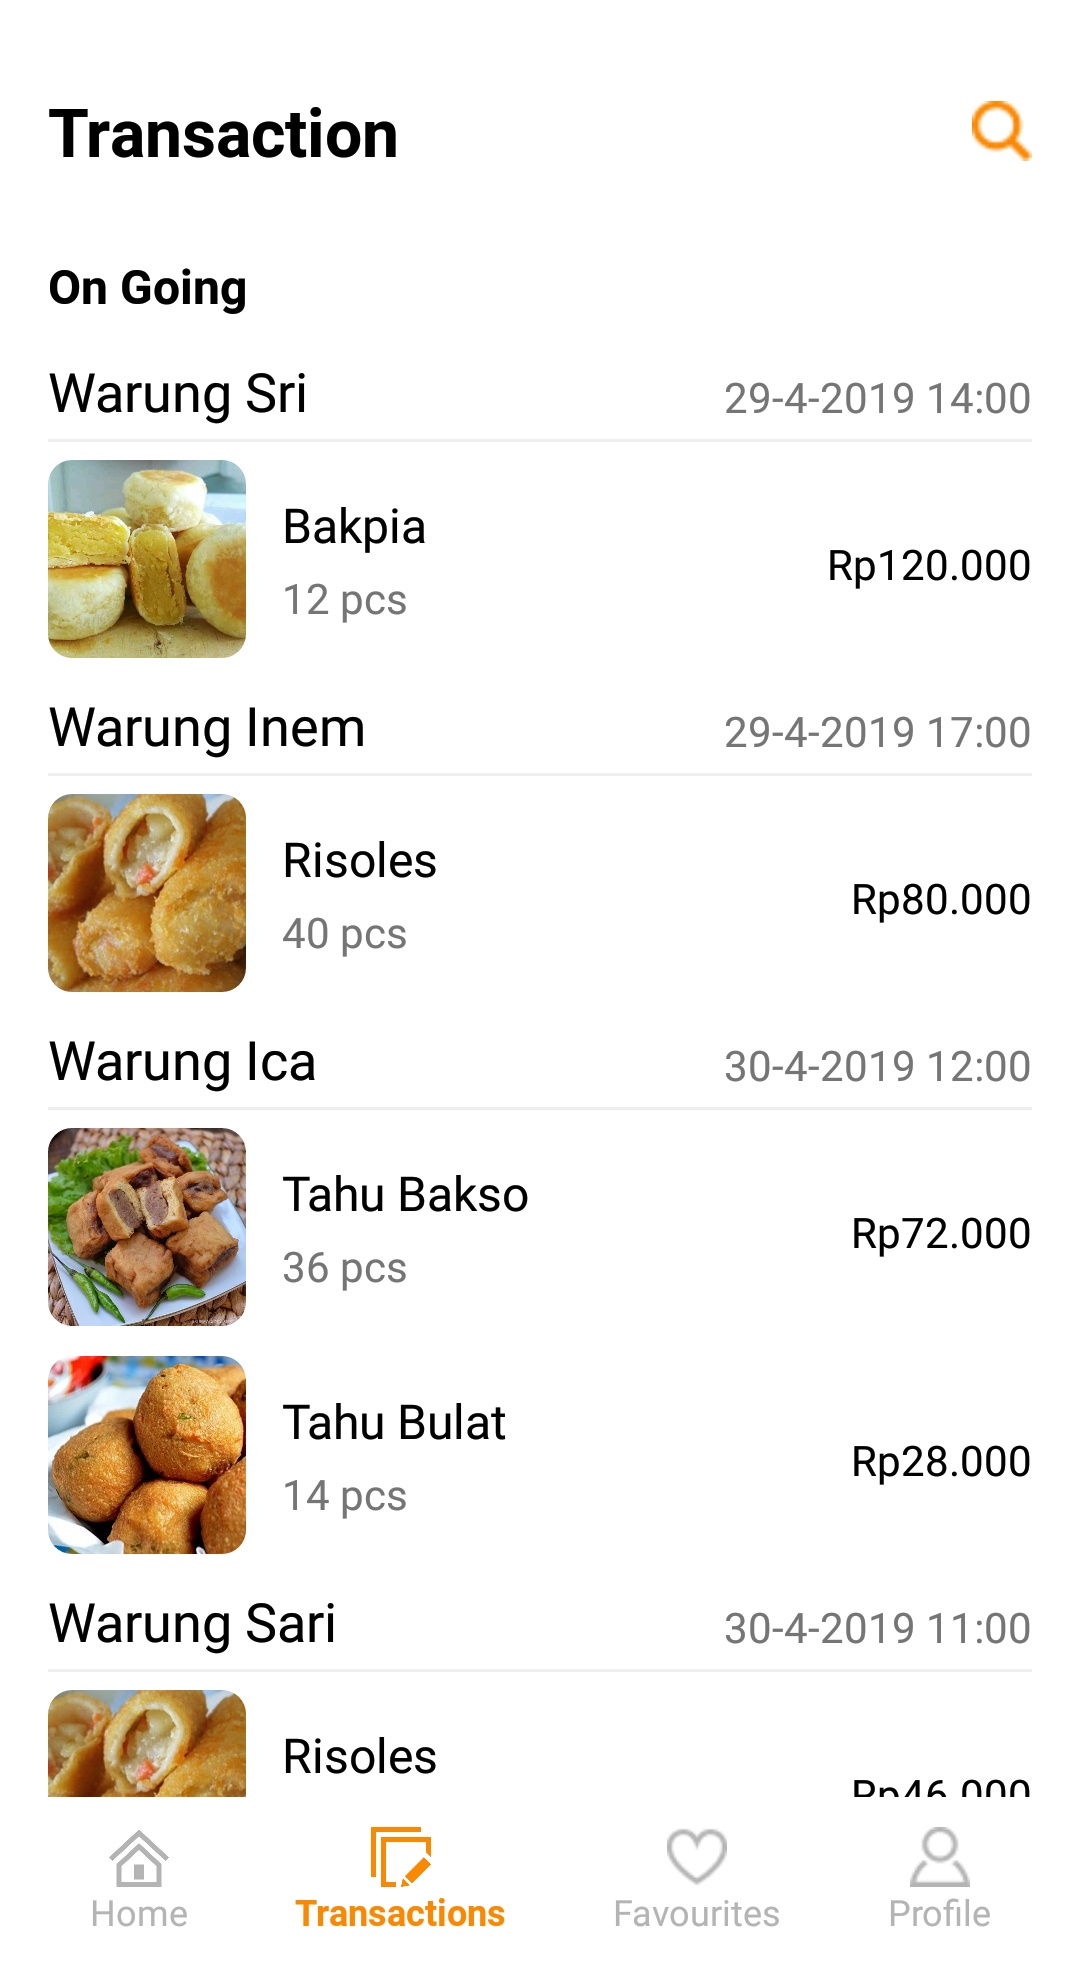 Transaction
On Going
Warung Sri
29-4-2019 14:00
Bakpia
12 pcs
Rp120.000
Warung Inem
29-4-2019 17:00
Risoles
40 pcs
Rp80.000
Warung Ica
30-4-2019 12:00
Tahu Bakso
36 pcs
Rp72.000
Tahu Bulat
14 pcs
Rp28.000
Warung Sari
30-4-2019 11:00
Risoles
Rp46.000
Home
Transactions
Favourites
Profile